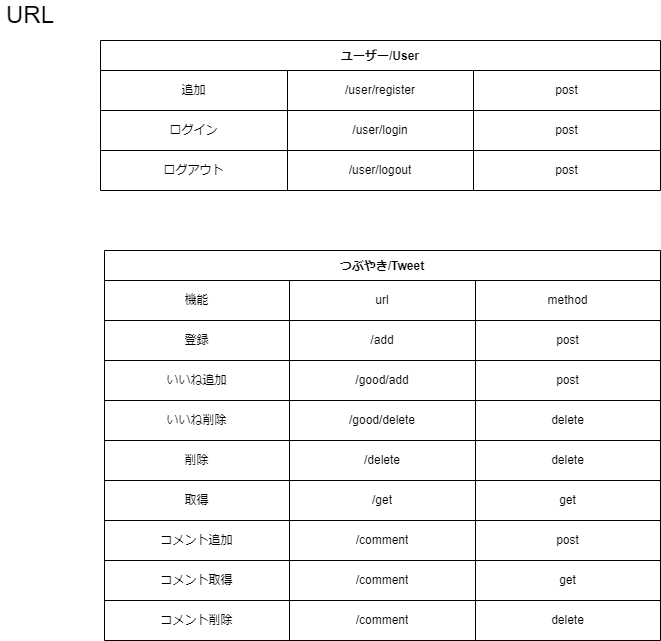 URL
ユーザー/User
追加 /user/register post
ログイン /user/login post
ログアウト /user/logout post
つぶやき/Tweet
機能 url method
登録 /add post
いいね追加 /good/add post
いいね削除 /good/delete delete
削除 /delete delete
取得 /get get
コメント追加 /comment post
コメント取得 /comment get
コメント削除 /comment delete